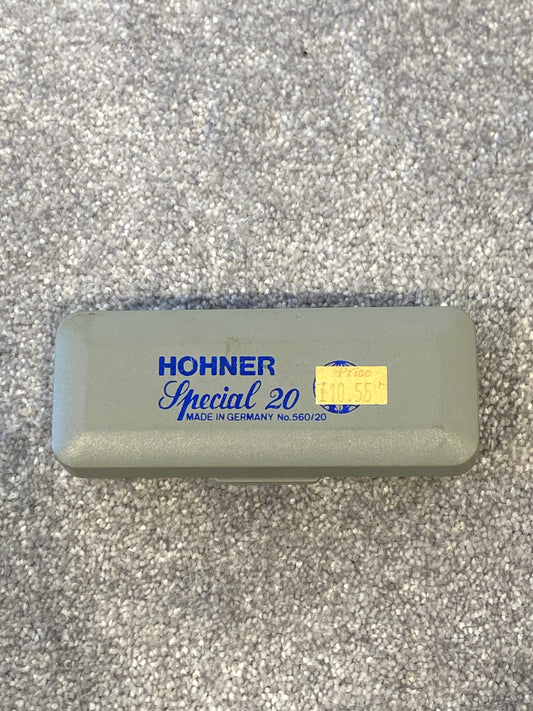 HOHNER
Special 20
MADE IN GERMANY No.560/20
Price
£10.55